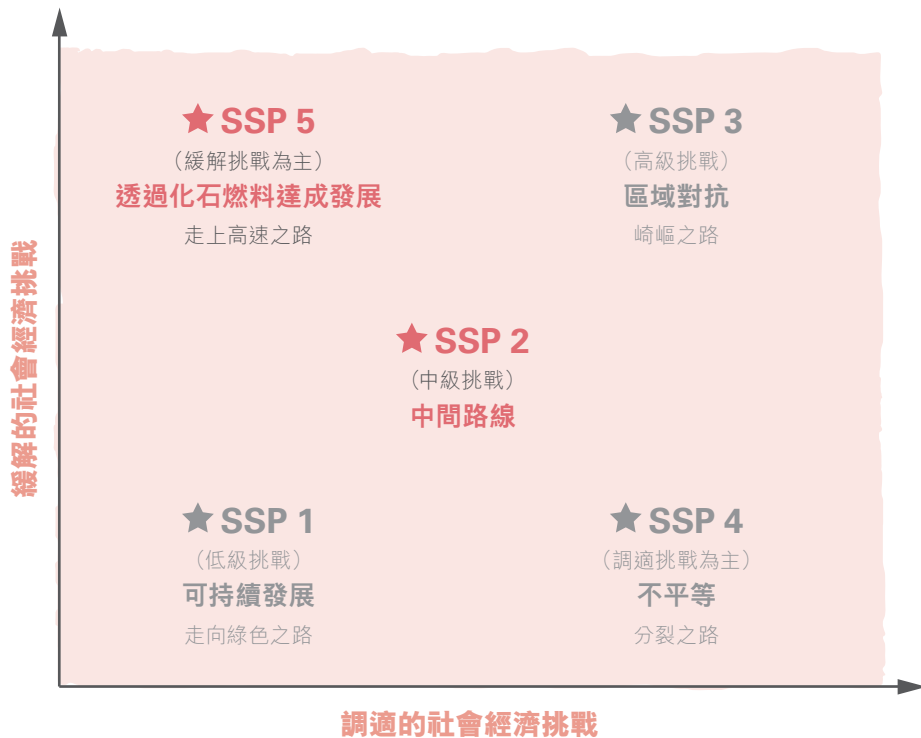 SSP 5
（緩解挑戰為主）
透過化石燃料達成發展
走上高速之路
SSP 3
（高級挑戰）
區域對抗
崎嶇之路
SSP 2
（中級挑戰）
中間路線
SSP 1
（低級挑戰）
可持續發展
走向綠色之路
SSP 4
（調適挑戰為主）
不平等
分裂之路
緩解的社會經濟挑戰
調適的社會經濟挑戰